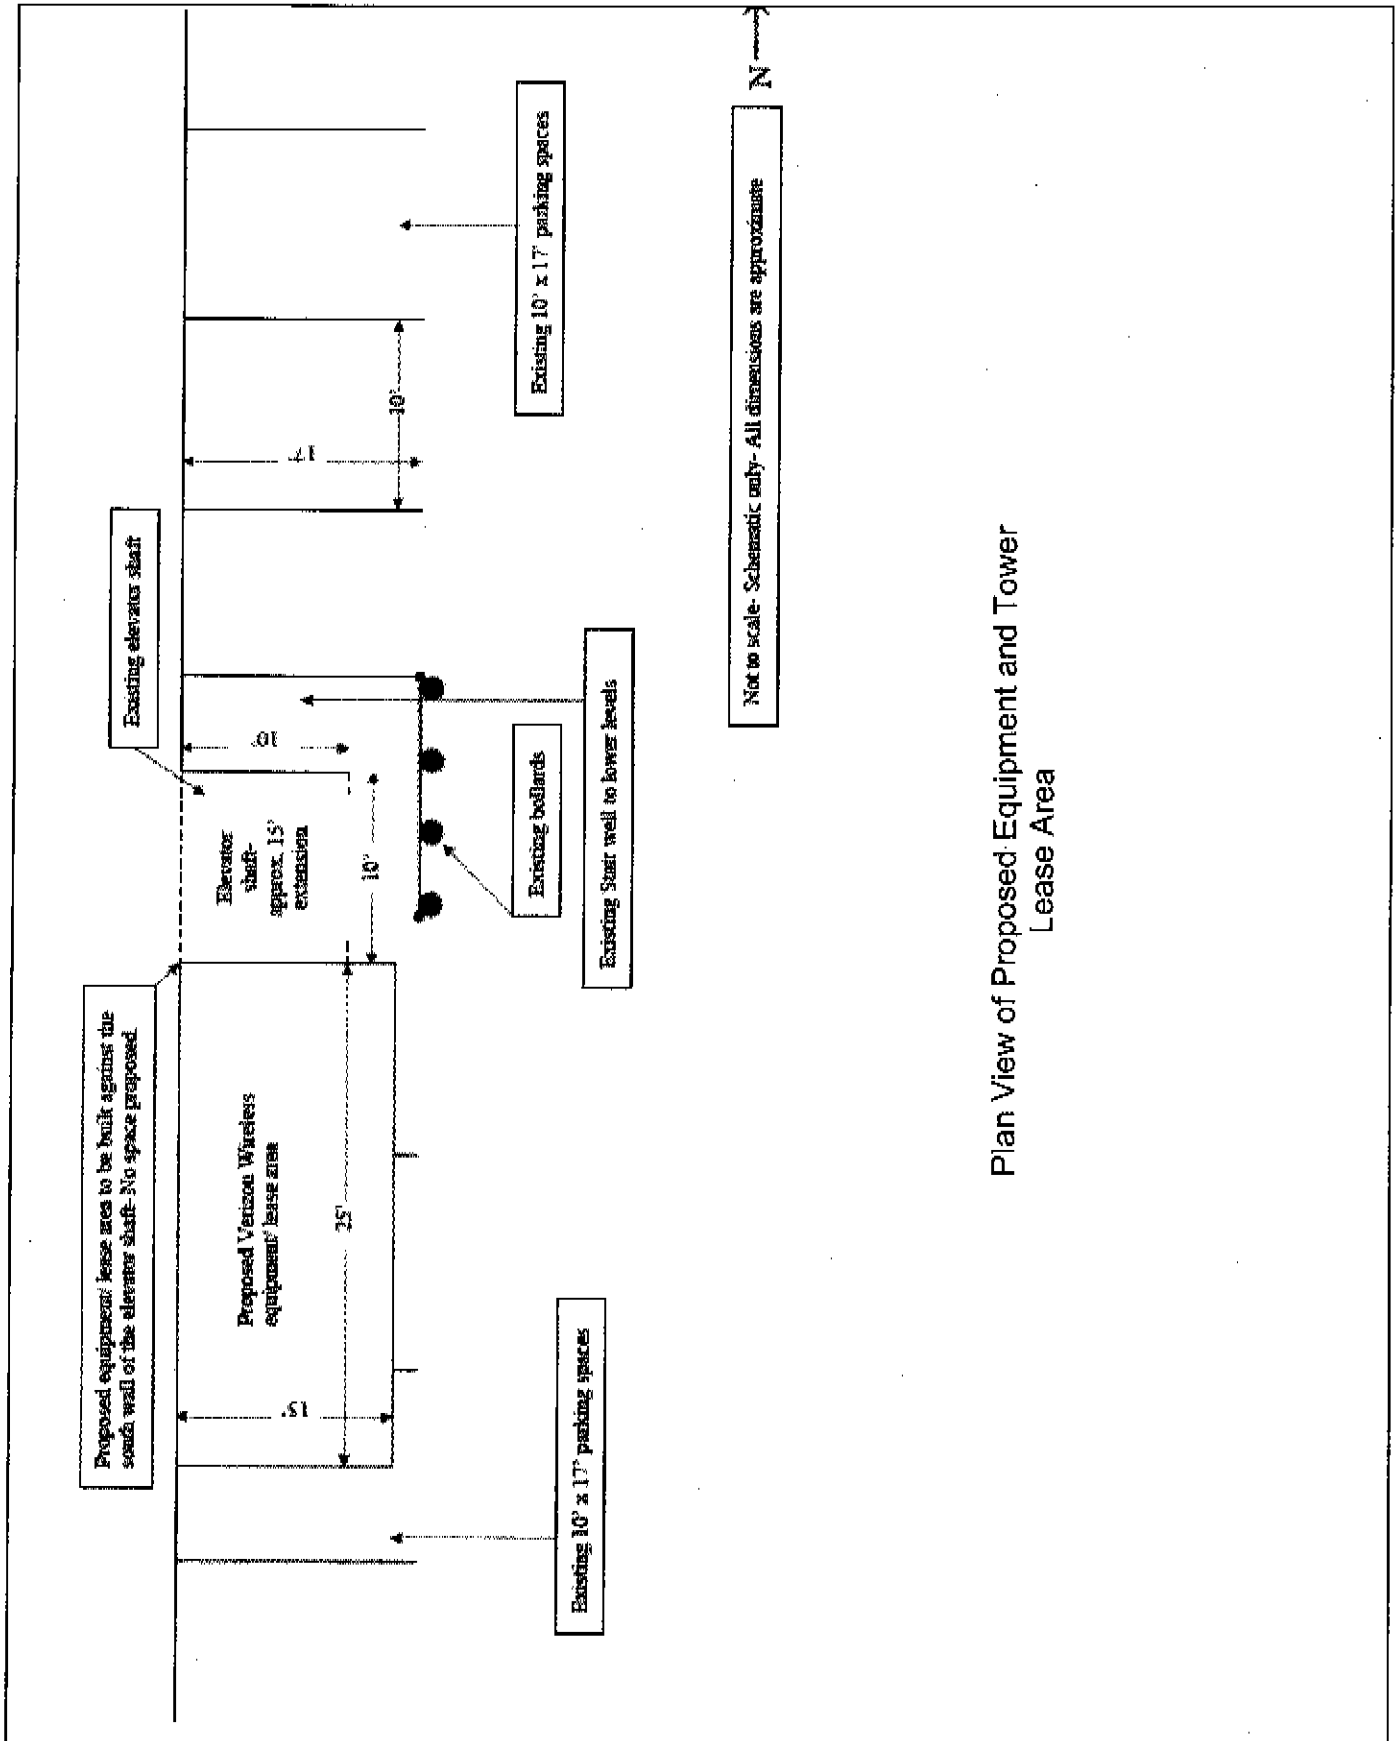 Proposed equipment/ lease area to be built against the
south wall of the elevator shaft- No space proposed
Existing elevator shaft
Proposed Verizon Wireless
equipment/ lease area
25'
15'
Elevator
shaft-
approx. 15'
extension
10'
10'
17'
10'
Existing 10' x 17' parking spaces
Existing bollards
Existing Stair well to lower levels
Existing 10' x 17' parking spaces
Not to scale- Schematic only- All dimensions are approximate
N
Plan View of Proposed Equipment and Tower
Lease Area